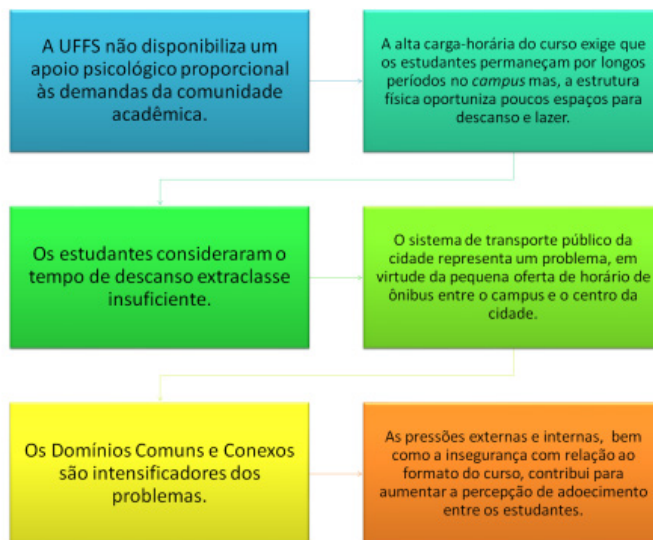 A UFFS não disponibiliza um
apoio psicológico proporcional
às demandas da comunidade
acadêmica.
A alta carga-horária do curso exige que
os estudantes permaneçam por longos
períodos no campus mas, a estrutura
física oportuniza poucos espaços para
descanso e lazer.
Os estudantes consideraram o
tempo de descanso extraclasse
insuficiente.
O sistema de transporte público da
cidade representa um problema, em
virtude da pequena oferta de horário de
ônibus entre o campus e o centro da
cidade.
Os Domínios Comuns e Conexos
são intensificadores dos
problemas.
As pressões externas e internas, bem
como a insegurança com relação ao
formato do curso, contribui para
aumentar a percepção de adoecimento
entre os estudantes.